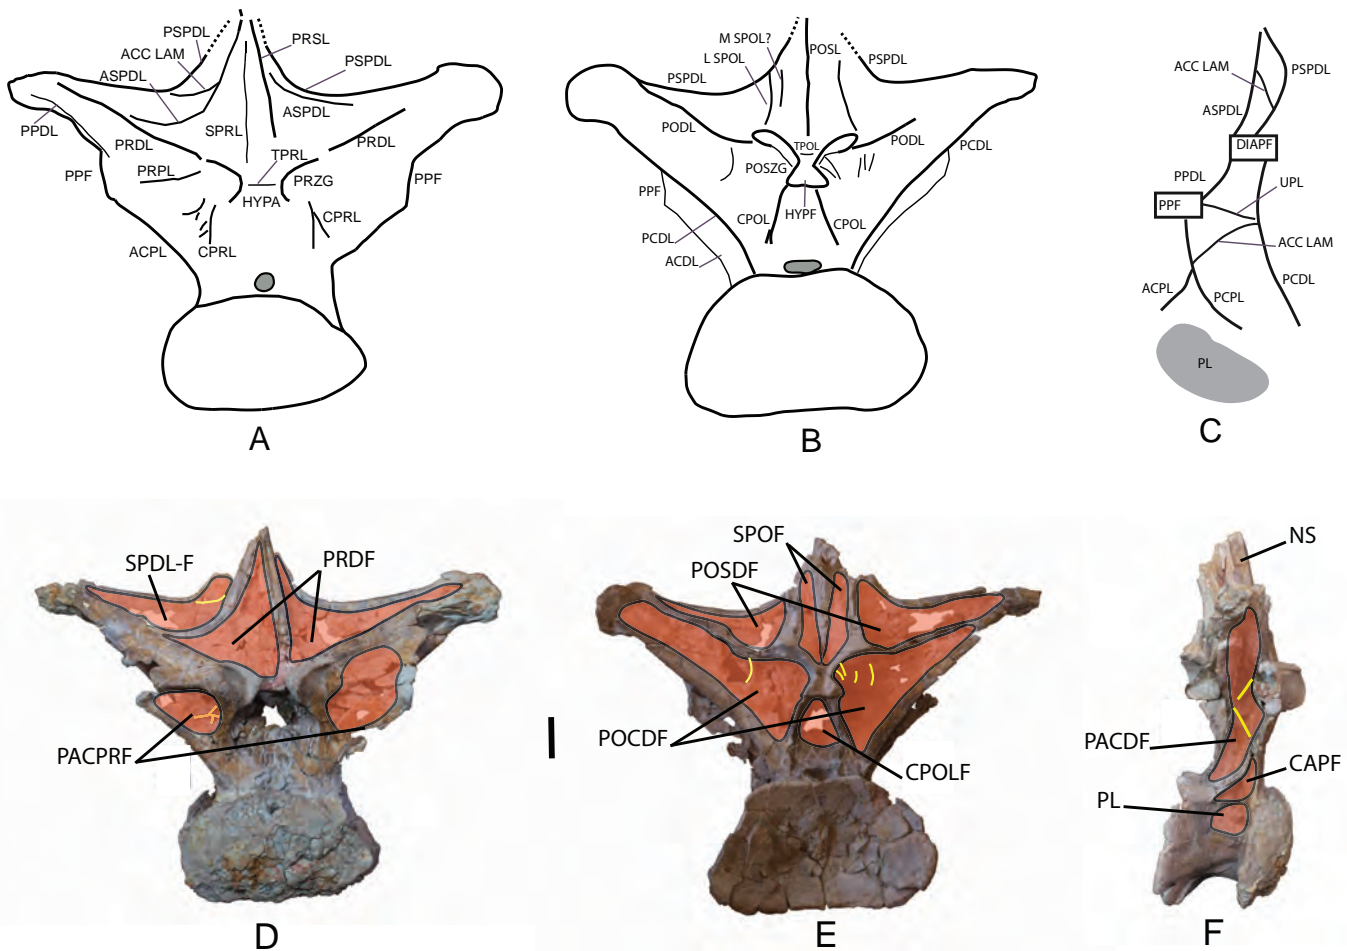 PSPDL
ACC LAM
ASPDL
PRSL
PSPDL
ASPDL
PPDL
PRDL
SPRL
TPRL
PRDL
PPF
PRPL
PRZG
PPF
HYPA
CPRL
ACPL
CPRL
A
M SPOL?
L SPOL
POSL
PSPDL
PSPDL
PODL
TPOL
PODL
PCDL
POSZG
PPF
CPOL
HYPF
CPOL
PCDL
ACDL
B
ACC LAM
PSPDL
ASPDL
DIAPF
PPDL
UPL
PPF
ACC LAM
ACPL
PCPL
PCDL
PL
C
SPDL-F
PRDF
PACPRF
D
SPOF
POSDF
POCDF
CPOLF
E
NS
PACDF
CAPF
PL
F